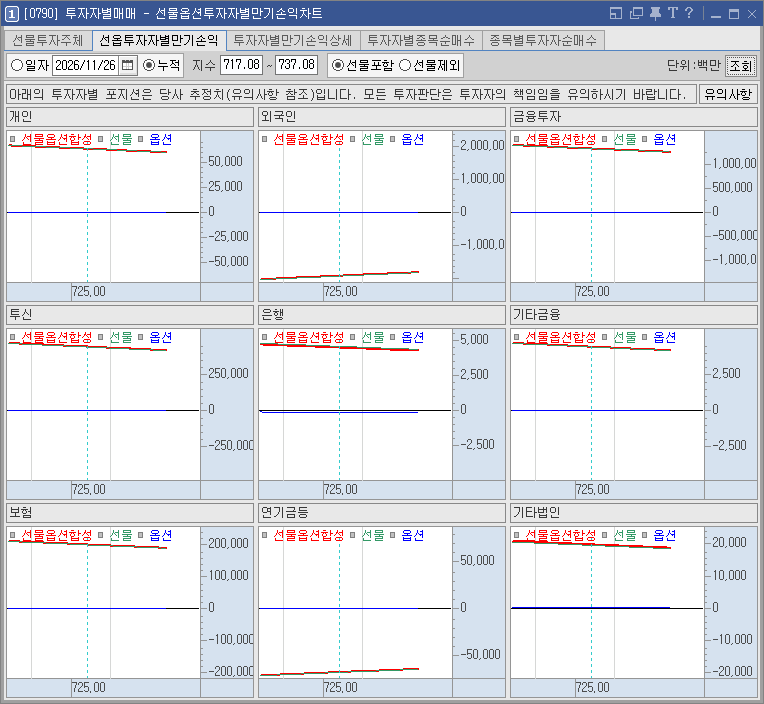 1 [0790] 투자자별매매 - 선물옵션투자자별만기손익차트
선물투자주체 선옵투자자별만기손익 투자자별만기손익상세 투자자별종목순매수 종목별투자자순매수
일자 2026/11/26 누적 지수 717.08 ~ 737.08 선물포함 선물제외 단위:백만 조회
아래의 투자자별 포지션은 당사 추정치(유의사항 참조)입니다. 모든 투자판단은 투자자의 책임임을 유의하시기 바랍니다. 유의사항
개인
선물옵션합성 선물 옵션
50,000
25,000
0
-25,000
-50,000
725,00
외국인
선물옵션합성 선물 옵션
2,000,00
1,000,00
0
-1,000,0
725,00
금융투자
선물옵션합성 선물 옵션
1,000,00
500,000
0
-500,000
-1,000,0
725,00
투신
선물옵션합성 선물 옵션
250,000
0
-250,000
725,00
은행
선물옵션합성 선물 옵션
5,000
2,500
0
-2,500
725,00
기타금융
선물옵션합성 선물 옵션
2,500
0
-2,500
725,00
보험
선물옵션합성 선물 옵션
200,000
100,000
0
-100,000
-200,000
725,00
연기금등
선물옵션합성 선물 옵션
50,000
0
-50,000
725,00
기타법인
선물옵션합성 선물 옵션
20,000
10,000
0
-10,000
-20,000
725,00